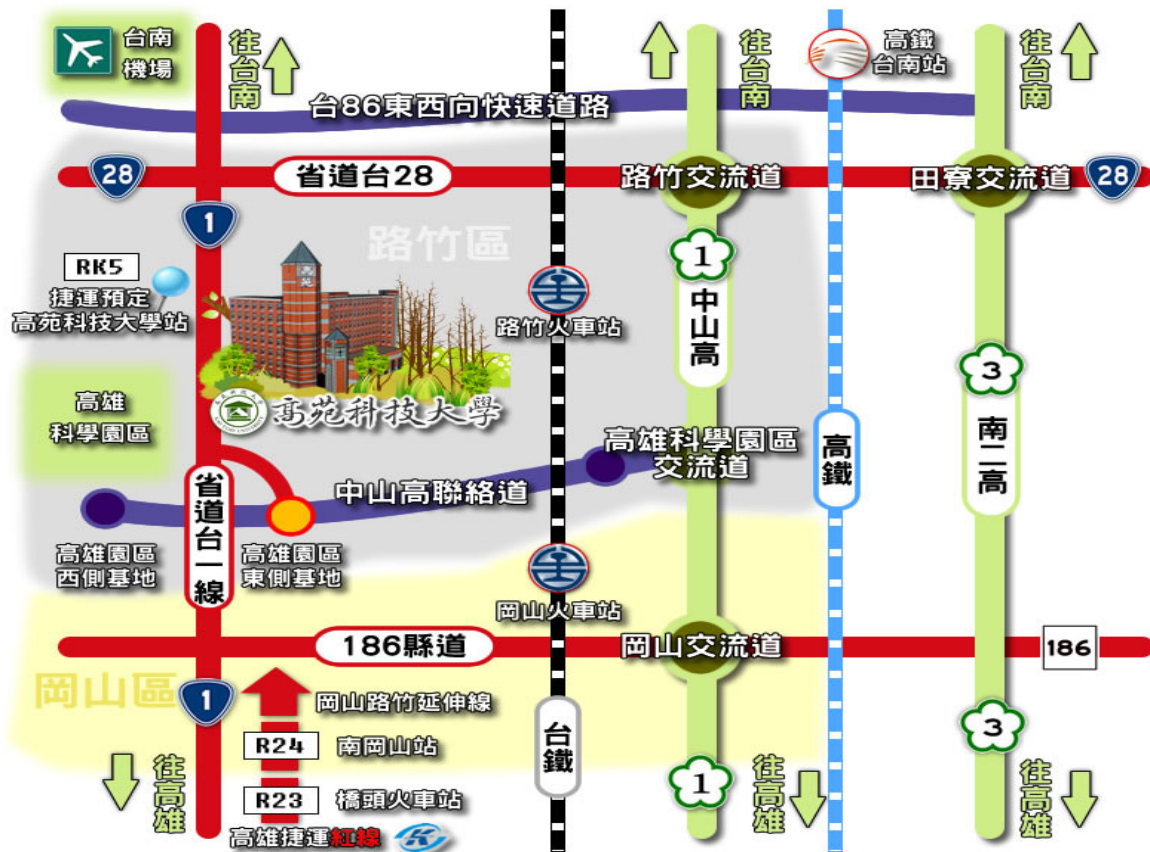 台南
機場
往台南
往台南
高鐵
台南站
往台南
台86東西向快速道路
28
省道台28
路竹交流道
田寮交流道
28
1
路竹區
1
RK5
捷運預定
高苑科技大學站
高苑
路竹火車站
中山高
3
高雄
科學園區
高苑科技大學
高雄科學園區
交流道
高鐵
南二高
省道台一線
中山高聯絡道
高雄園區
西側基地
高雄園區
東側基地
岡山火車站
186縣道
岡山交流道
186
岡山區
1
岡山路竹延伸線
R24
南岡山站
台鐵
3
1
往高雄
R23
橋頭火車站
往高雄
往高雄
高雄捷運紅線
K